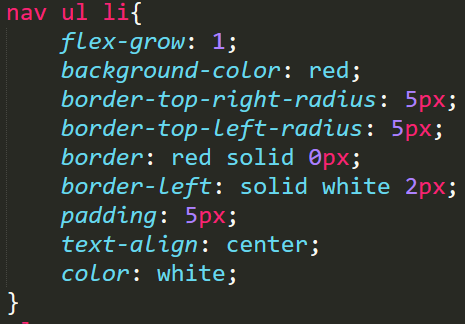 nav ul li{
flex-grow: 1;
background-color: red;
border-top-right-radius: 5px;
border-top-left-radius: 5px;
border: red solid 0px;
border-left: solid white 2px;
padding: 5px;
text-align: center;
color: white;
}